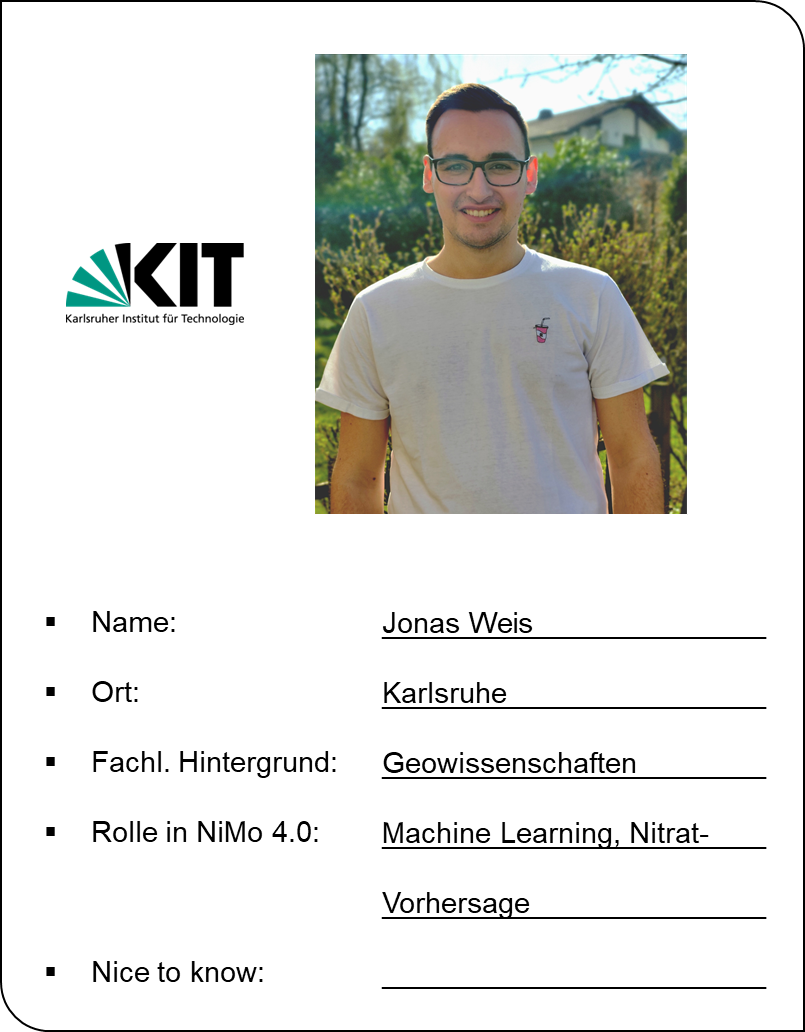 KIT
Karlsruher Institut für Technologie
Name: Jonas Weis
Ort: Karlsruhe
Fachl. Hintergrund: Geowissenschaften
Rolle in NiMo 4.0: Machine Learning, Nitrat-
Vorhersage
Nice to know: